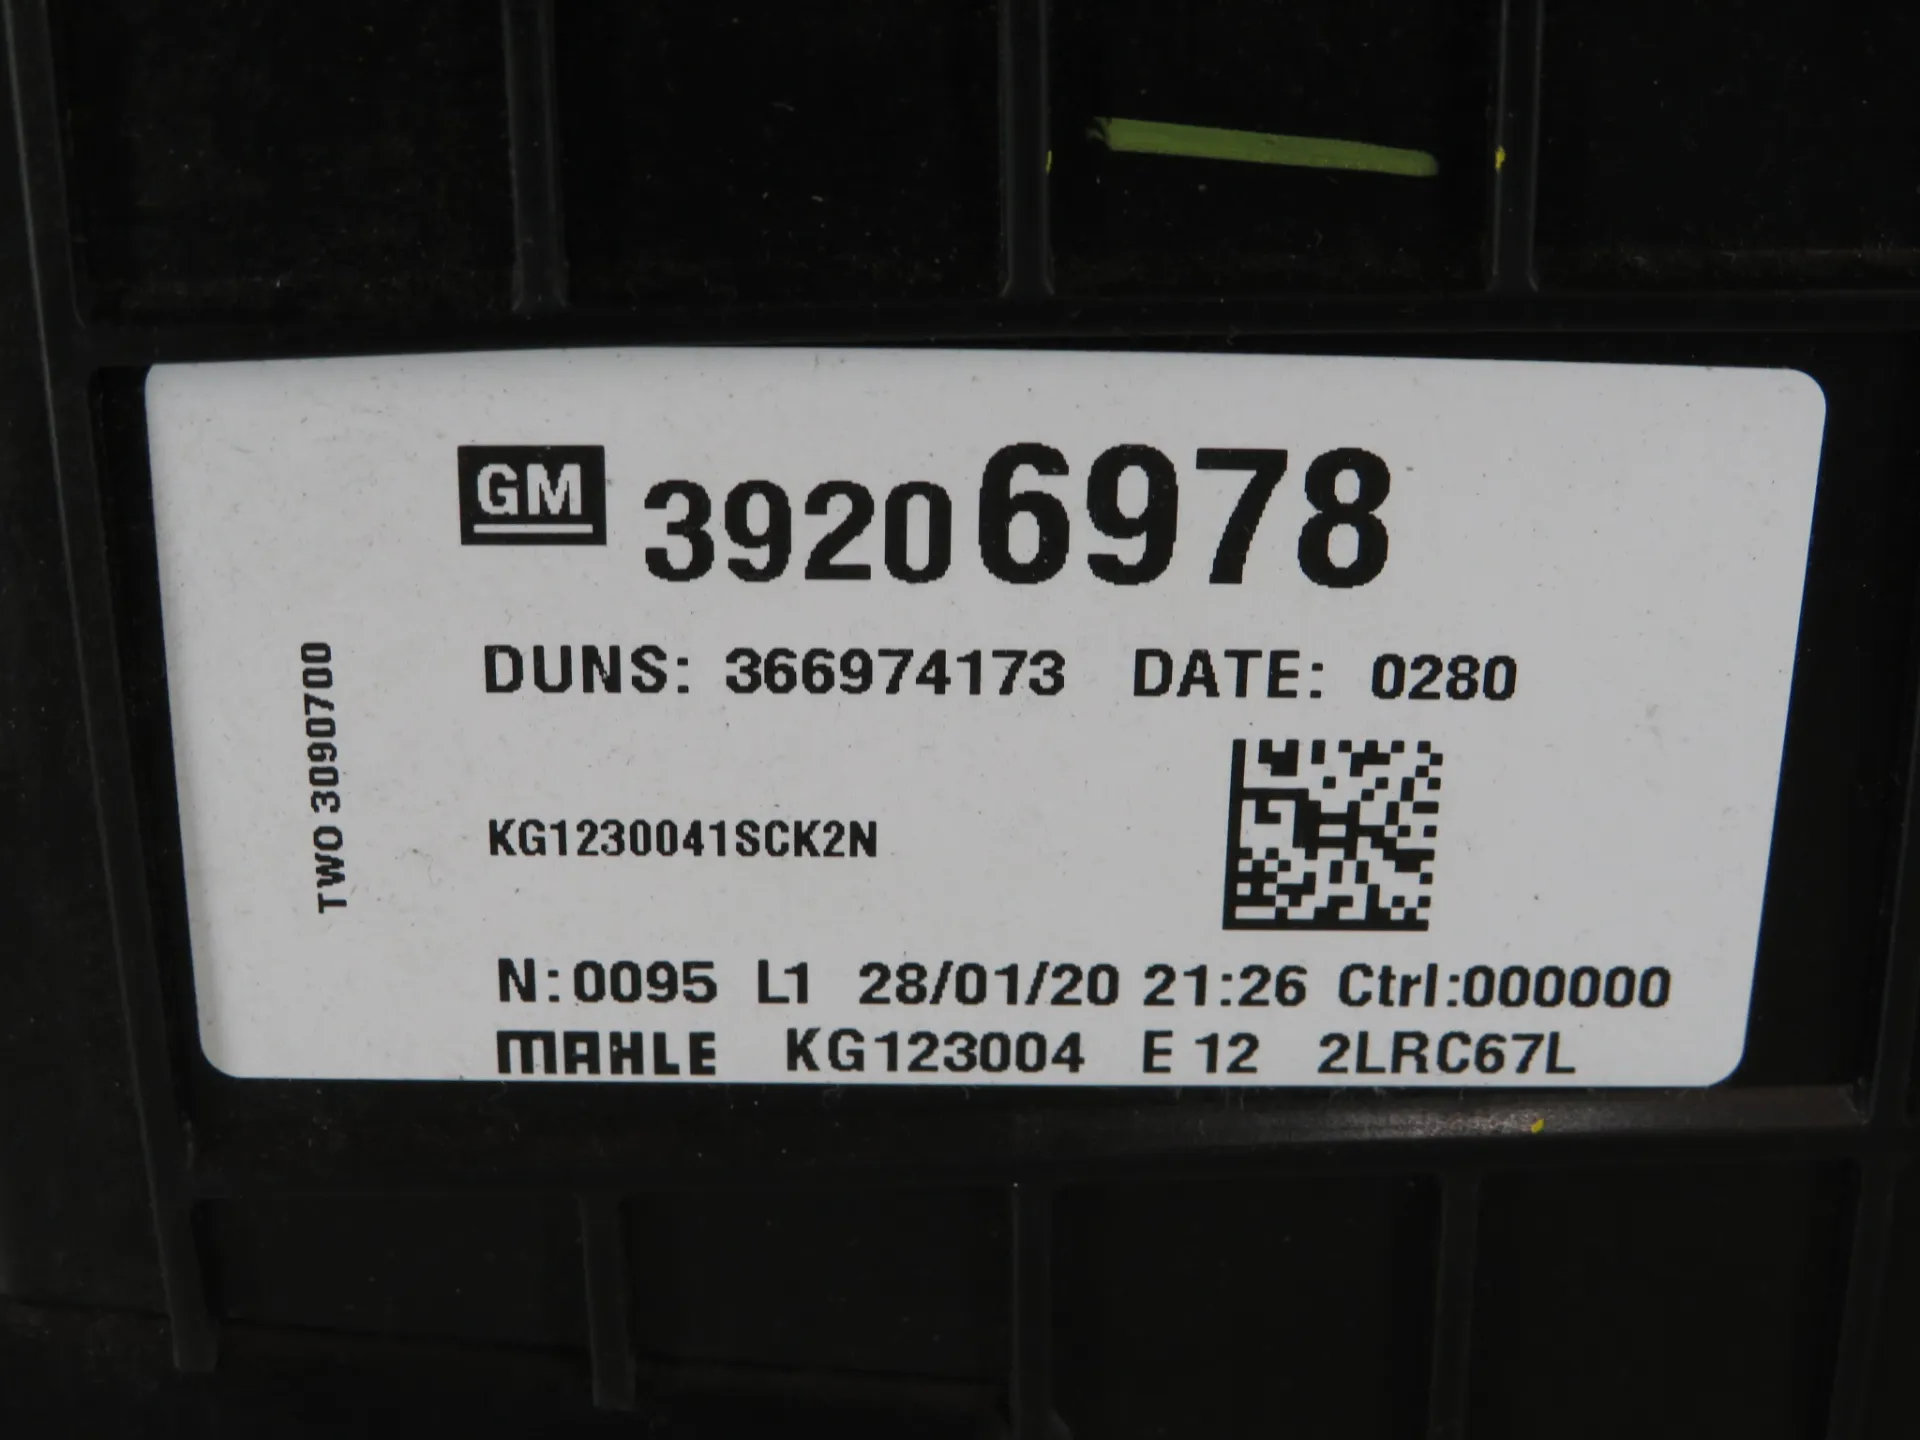 GM 39206978
DUNS: 366974173 DATE: 0280
TWO 3090700
KG1230041SCK2N
N:0095 L1 28/01/20 21:26 Ctrl:000000
MAHLE KG123004 E 12 2LRC67L